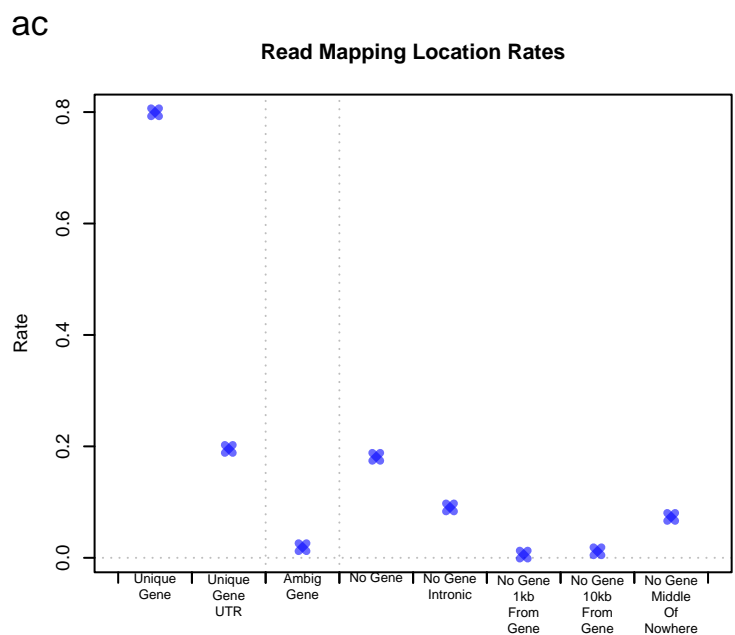 ac
Read Mapping Location Rates
0.8
0.6
0.4
0.2
0.0
Rate
Unique
Gene
Unique
Gene
UTR
Ambig
Gene
No Gene
No Gene
Intronic
No Gene
1kb
From
Gene
No Gene
10kb
From
Gene
No Gene
Middle
Of
Nowhere